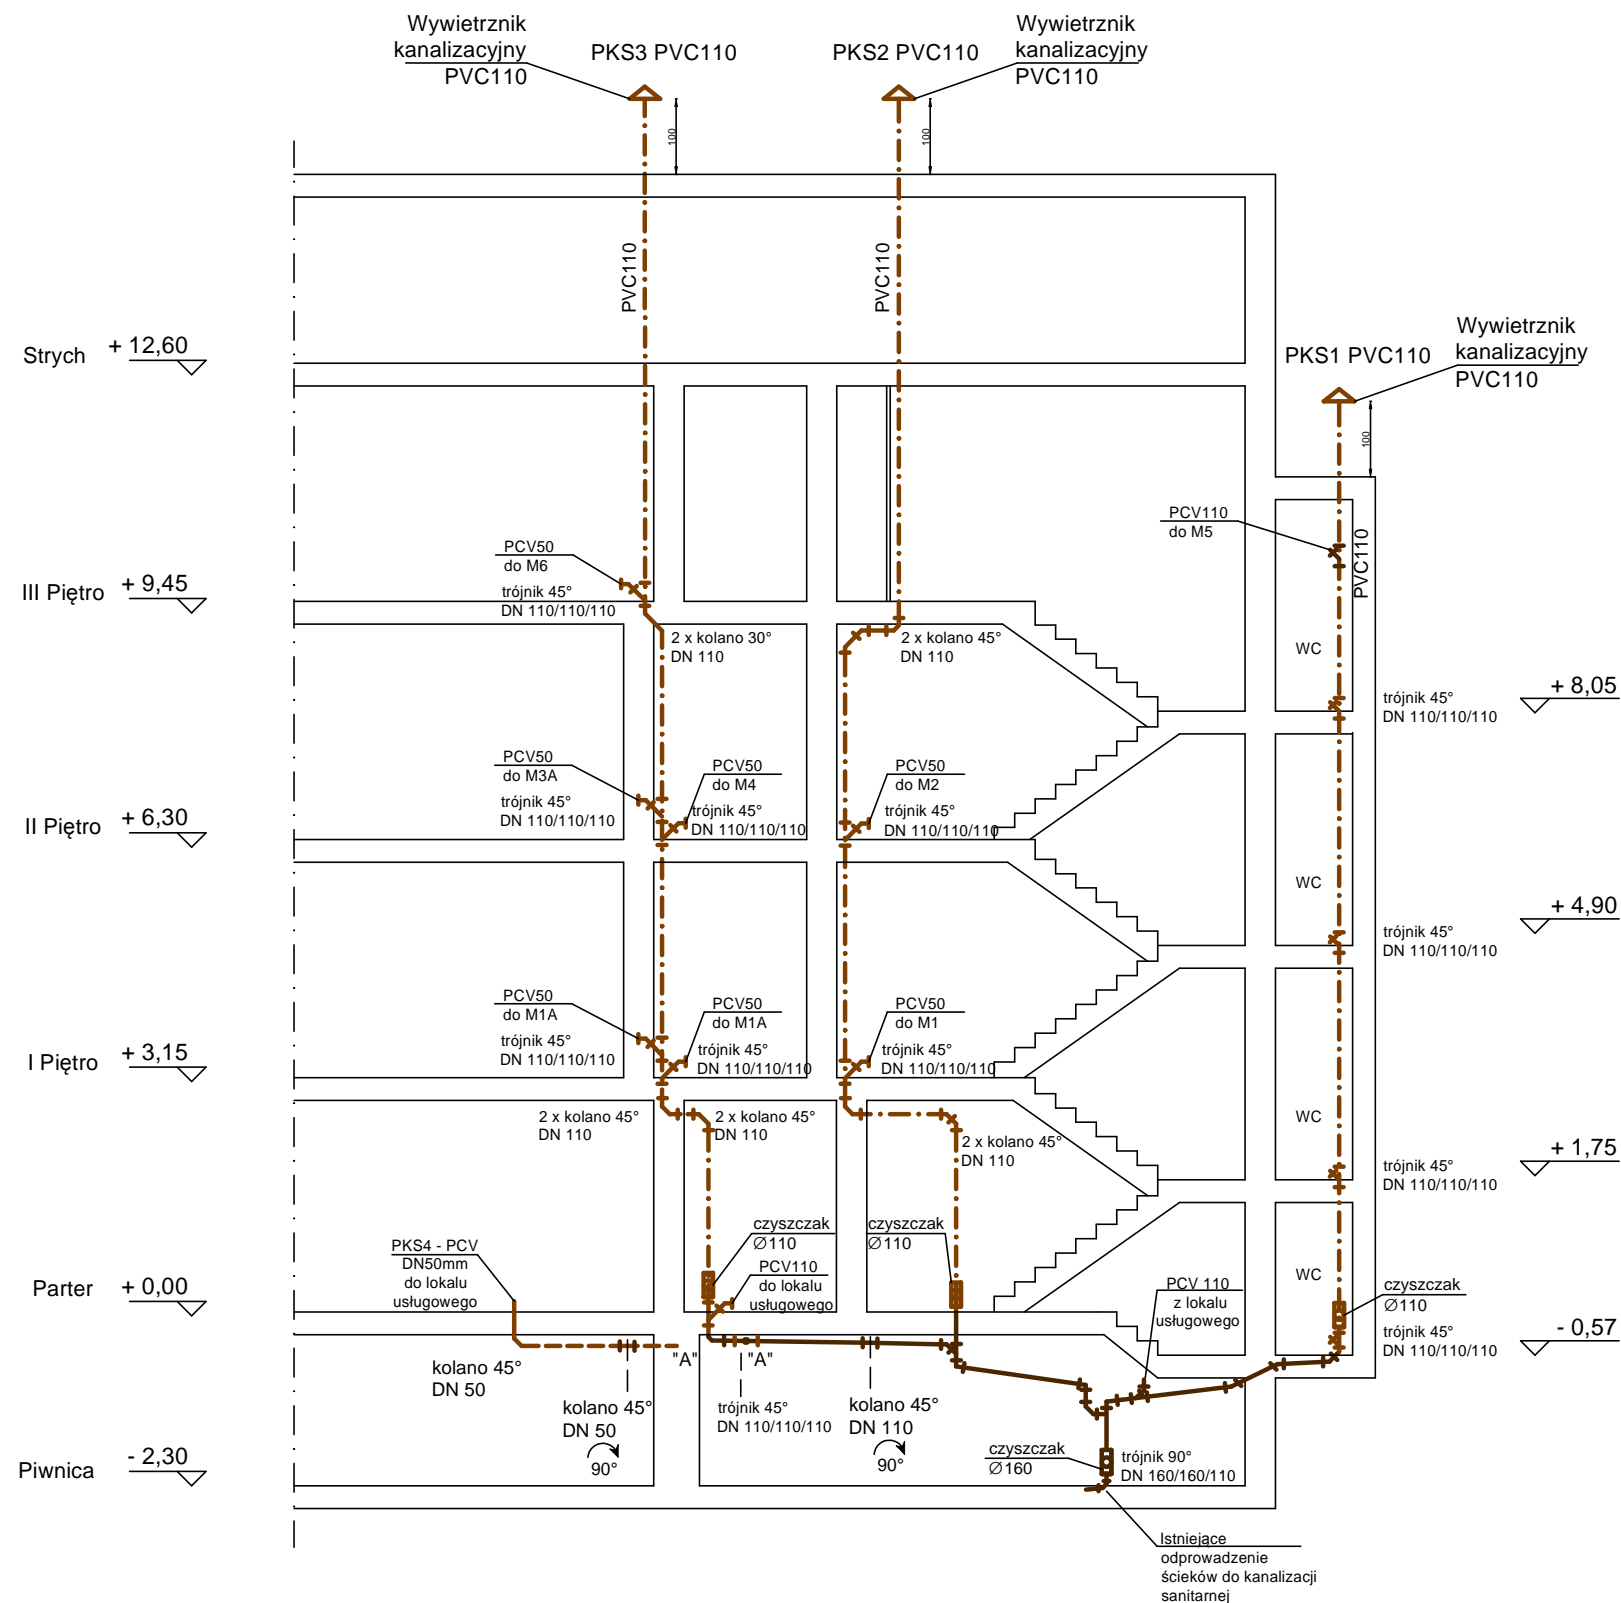 Wywietrznik
kanalizacyjny
PVC110
PKS3 PVC110
PKS2 PVC110
Wywietrznik
kanalizacyjny
PVC110
100
100
PVC110
PVC110
Strych + 12,60
PKS1 PVC110
Wywietrznik
kanalizacyjny
PVC110
100
PCV110
do M5
PVC110
PCV50
do M6
trójnik 45°
DN 110/110/110
III Piętro + 9,45
2 x kolano 30°
DN 110
2 x kolano 45°
DN 110
WC
trójnik 45°
DN 110/110/110
+ 8,05
PCV50
do M3A
trójnik 45°
DN 110/110/110
PCV50
do M4
trójnik 45°
DN 110/110/110
PCV50
do M2
trójnik 45°
DN 110/110/110
II Piętro + 6,30
WC
trójnik 45°
DN 110/110/110
+ 4,90
PCV50
do M1A
trójnik 45°
DN 110/110/110
PCV50
do M1A
trójnik 45°
DN 110/110/110
PCV50
do M1
trójnik 45°
DN 110/110/110
I Piętro + 3,15
2 x kolano 45°
DN 110
2 x kolano 45°
DN 110
2 x kolano 45°
DN 110
WC
trójnik 45°
DN 110/110/110
+ 1,75
PKS4 - PCV
DN50mm
do lokalu
usługowego
czyszczak
Ø110
czyszczak
Ø110
PCV110
do lokalu
usługowego
PCV 110
z lokalu
usługowego
WC
czyszczak
Ø110
trójnik 45°
DN 110/110/110
Parter + 0,00
- 0,57
kolano 45°
DN 50
"A"
"A"
kolano 45°
DN 50
90°
trójnik 45°
DN 110/110/110
kolano 45°
DN 110
90°
czyszczak
Ø160
trójnik 90°
DN 160/160/110
Piwnica - 2,30
Istniejące
odprowadzenie
ścieków do kanalizacji
sanitarnej